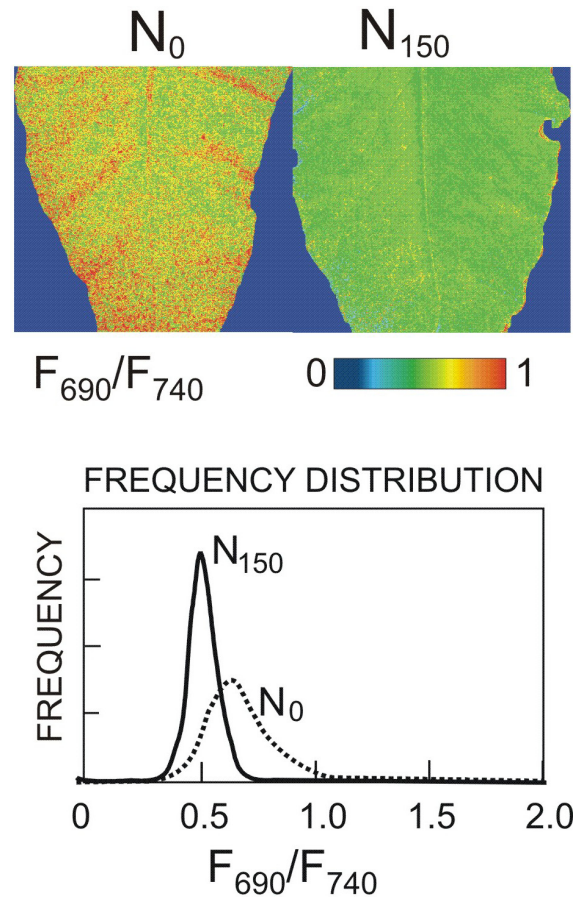 N₀ N₁₅₀
F₆₉₀/F₇₄₀ 0 1
FREQUENCY DISTRIBUTION
FREQUENCY
N₁₅₀
N₀
0 0.5 1.0 1.5 2.0
F₆₉₀/F₇₄₀